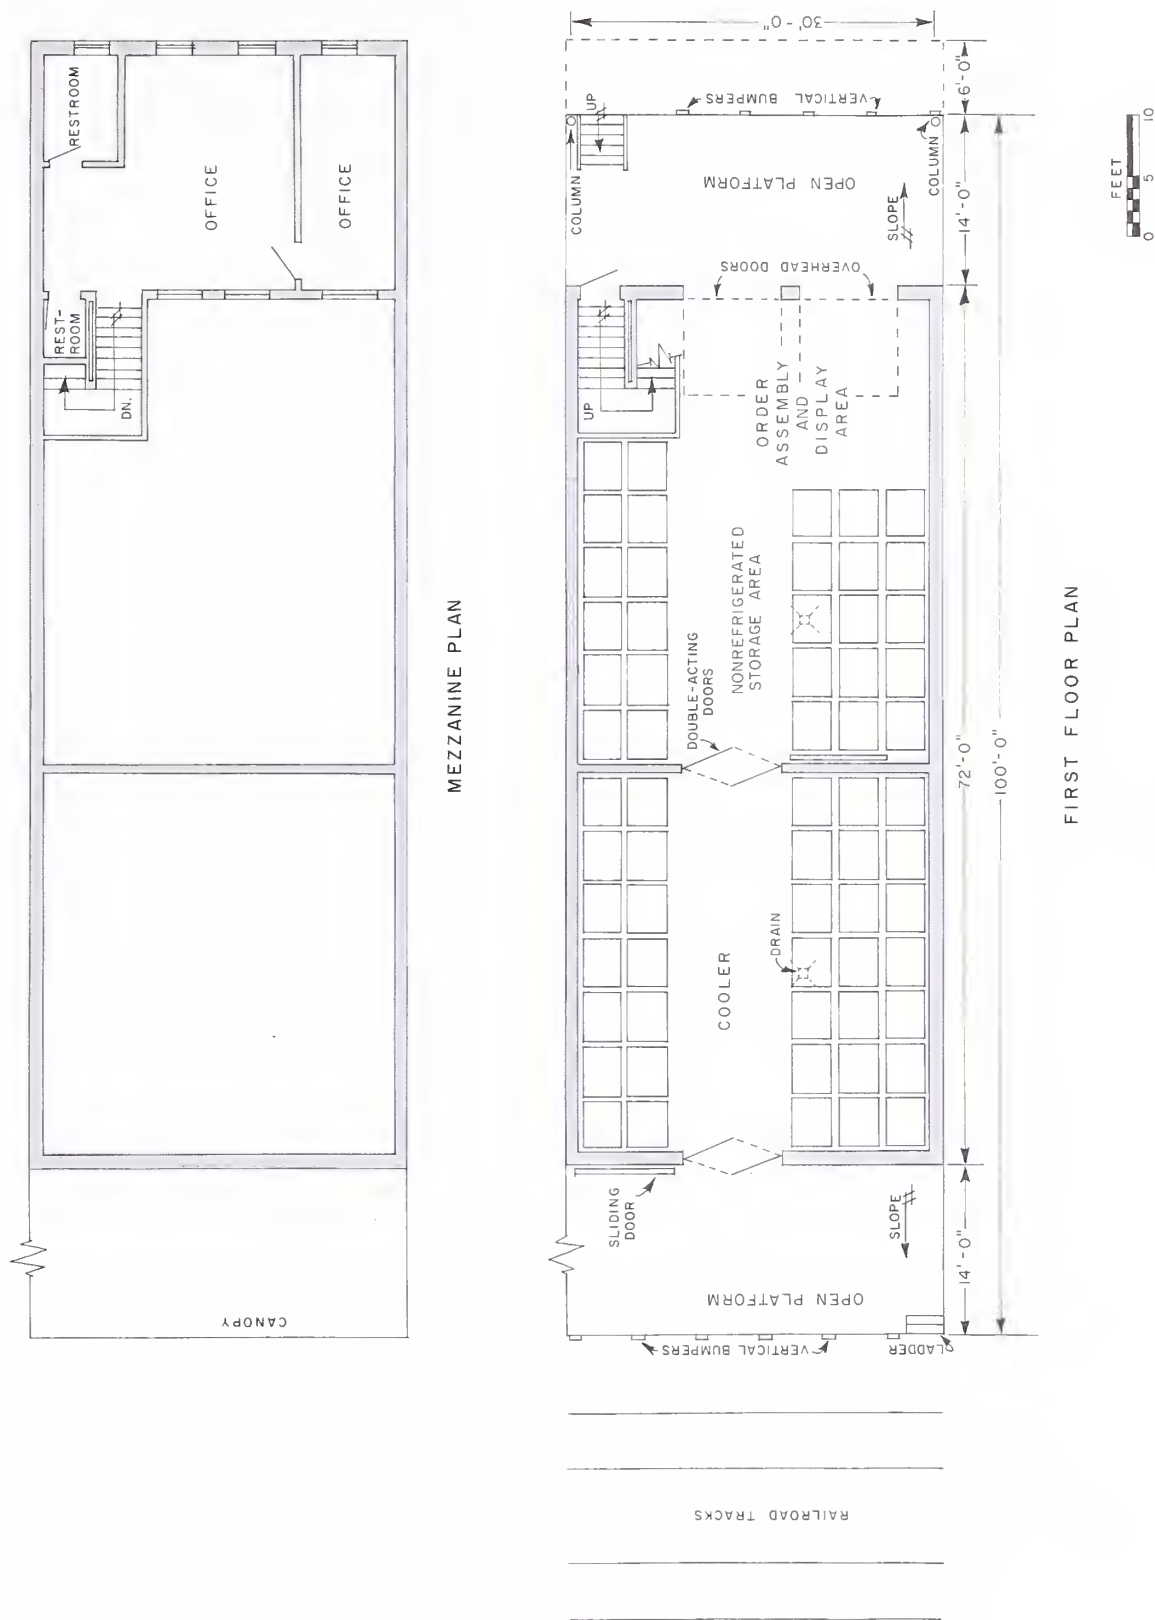 RESTROOM
OFFICE
OFFICE
REST-
ROOM
DN.
CANOPY
MEZZANINE PLAN
30'-0"
6'-0"
VERTICAL BUMPERS
UP
COLUMN
COLUMN
OPEN PLATFORM
SLOPE
14'-0"
OVERHEAD DOORS
UP
ORDER
ASSEMBLY
AND
DISPLAY
AREA
NONREFRIGERATED
STORAGE AREA
DOUBLE-ACTING
DOORS
72'-0"
100'-0"
DRAIN
COOLER
SLIDING
DOOR
SLOPE
14'-0"
OPEN PLATFORM
VERTICAL BUMPERS
LADDER
RAILROAD TRACKS
FIRST FLOOR PLAN
FEET
0 5 10